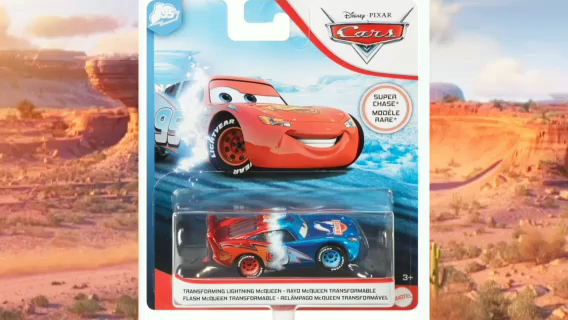 Disney · PIXAR
Cars
SUPER
CHASE*
MODÈLE
RARE*
95
LIGHTYEAR
YEAR
TRANSFORMING LIGHTNING McQUEEN · RAYO McQUEEN TRANSFORMABLE
FLASH McQUEEN TRANSFORMABLE · RELÂMPAGO McQUEEN TRANSFORMÁVEL
3+
MATTEL